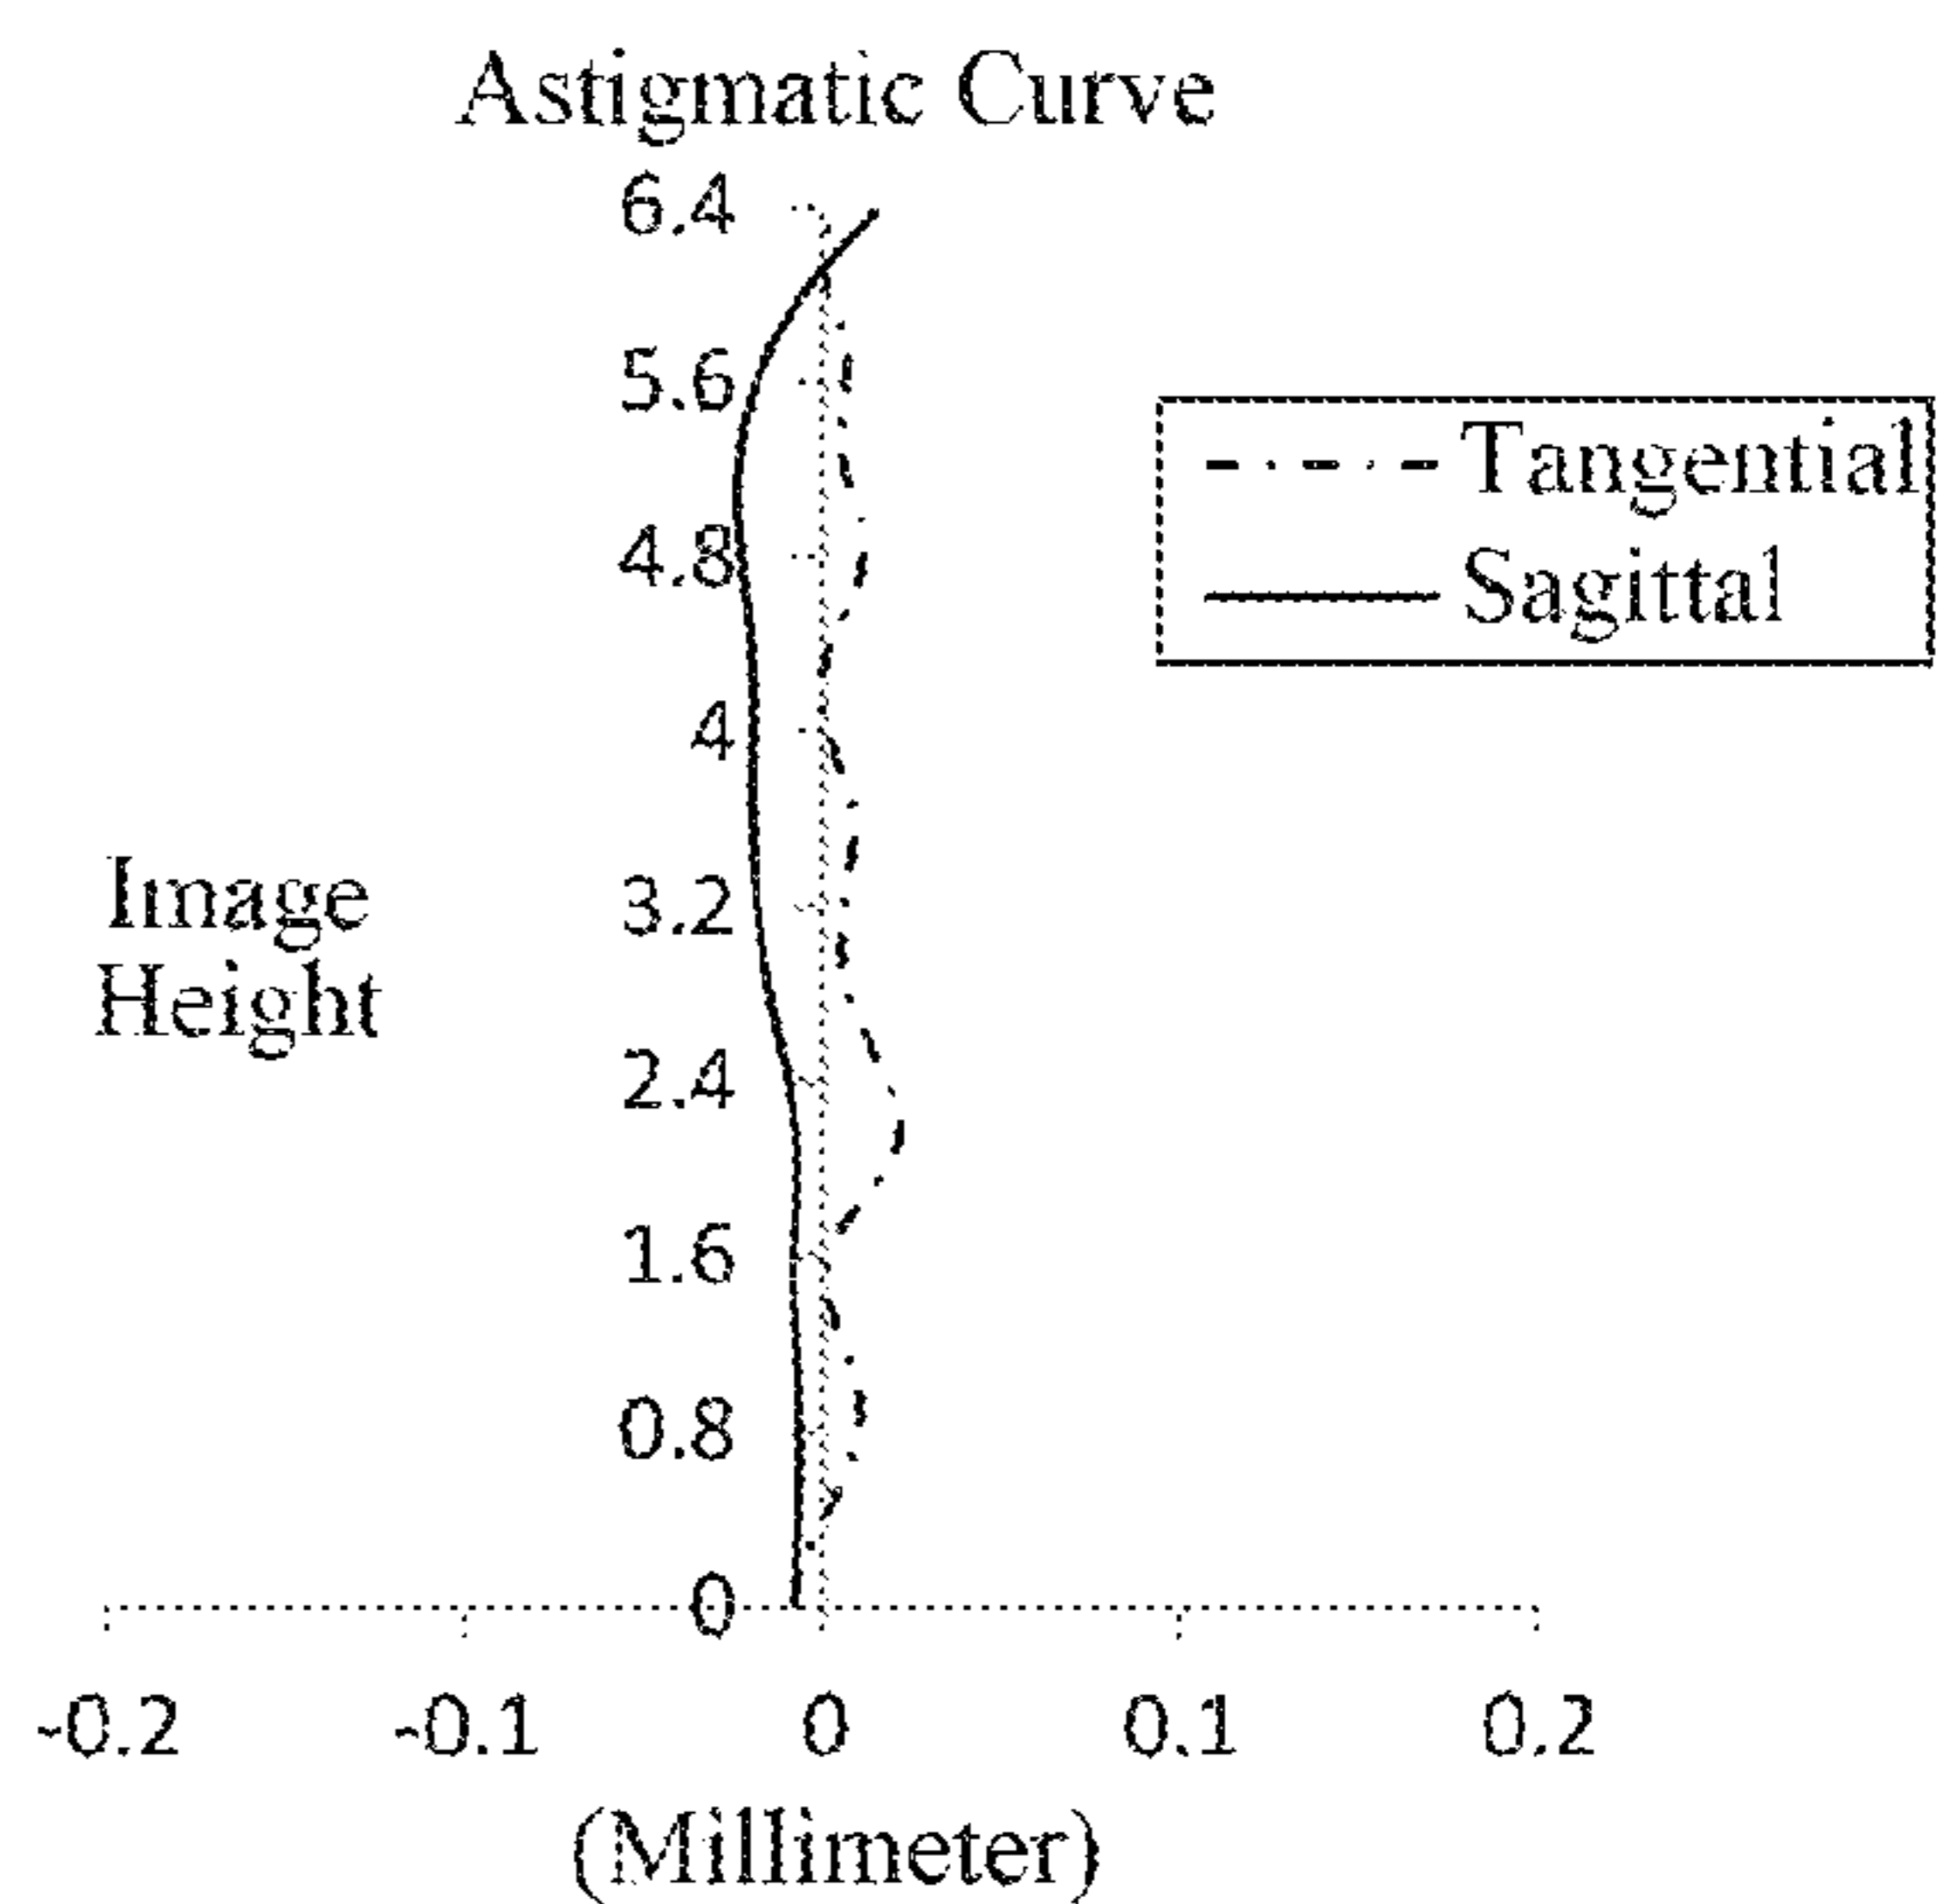 Astigmatic Curve
6.4
5.6
4.8
4
3.2
2.4
1.6
0.8
0
Image
Height
Tangential
Sagittal
-0.2
-0.1
0
0.1
0.2
(Millimeter)